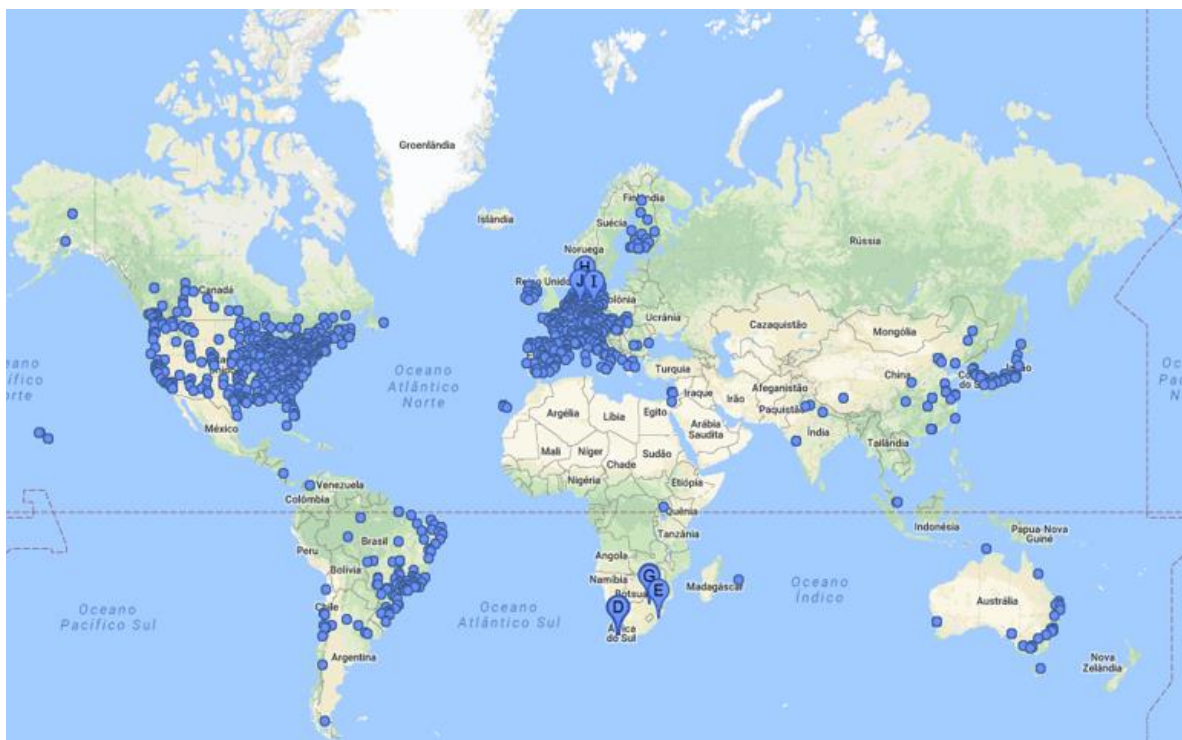 Groenlândia
Islândia
Finlândia
Suécia
Noruega
Rússia
H
J I
Reino Unido
Polônia
Canadá
Ucrânia
Cazaquistão
Mongólia
Oceano
Atlântico
Norte
Turquia
China
Japão
Afeganistão
Iraque
Irão
Paquistão
México
Argélia
Líbia
Egito
Arábia
Saudita
Índia
Tailândia
Mali
Níger
Chade
Sudão
Nigéria
Etiópia
Venezuela
Colômbia
Quênia
Indonésia
Papua-Nova
Guiné
Tanzânia
Peru
Brasil
Angola
Bolívia
Namíbia
G
E
Botsua
Madagáscar
Oceano
Índico
Austrália
Oceano
Pacífico Sul
Chile
Oceano
Atlântico Sul
D
África
do Sul
Argentina
Nova
Zelândia